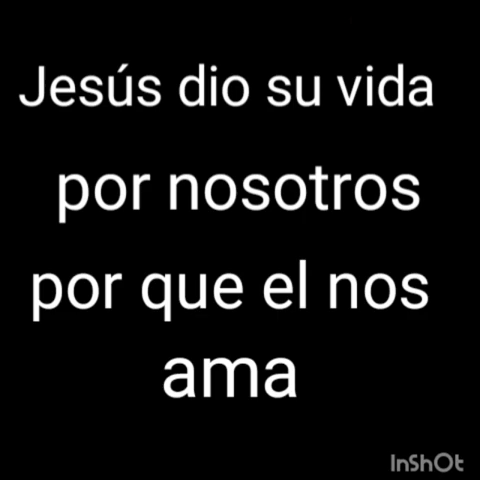 Jesús dio su vida
por nosotros
por que el nos
ama
InShOt